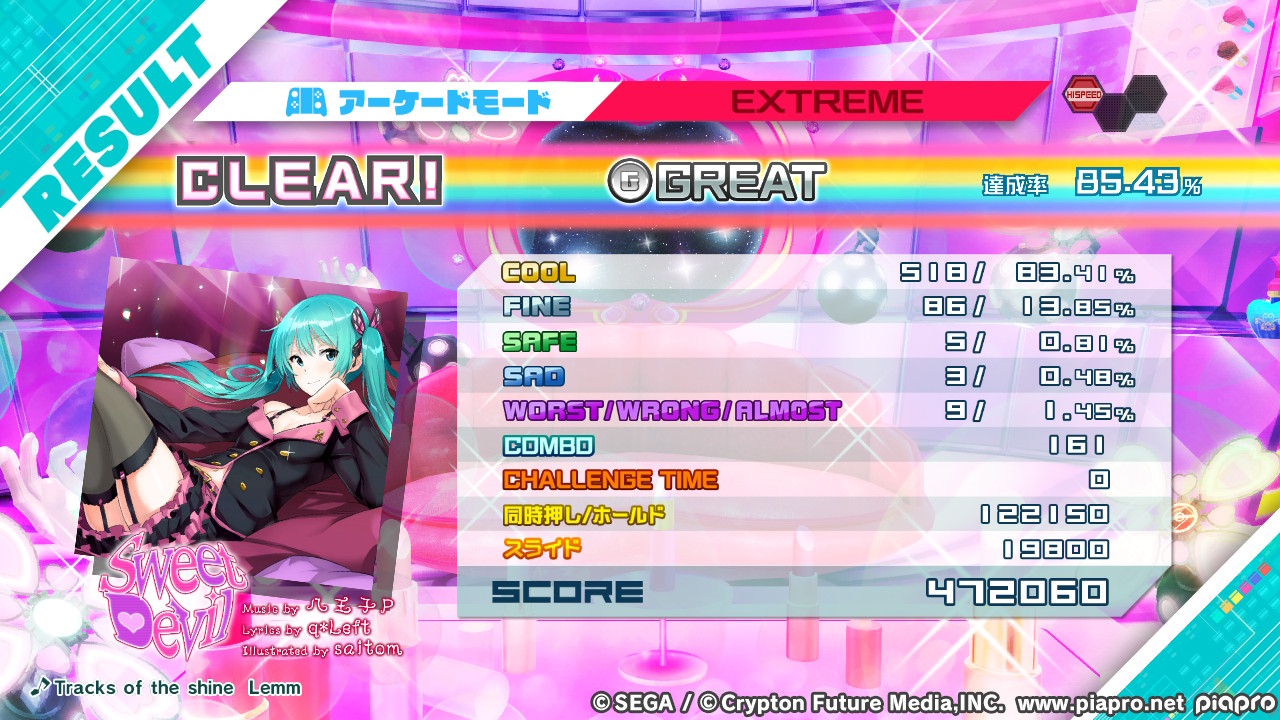 RESULT
アーケードモード EXTREME HISPEED
CLEAR! G GREAT 達成率 85.43%
COOL 518/ 83.41%
FINE 86/ 13.85%
SAFE 5/ 0.81%
SAD 3/ 0.48%
WORST/WRONG/ALMOST 9/ 1.45%
COMBO 161
CHALLENGE TIME 0
同時押し/ホールド 122150
スライド 19800
SCORE 472060
Sweet
Devil
Music by 八王子P
Lyrics by q*Left
Illustrated by saitom
♪Tracks of the shine Lemm
©SEGA / ©Crypton Future Media,INC. www.piapro.net piapro